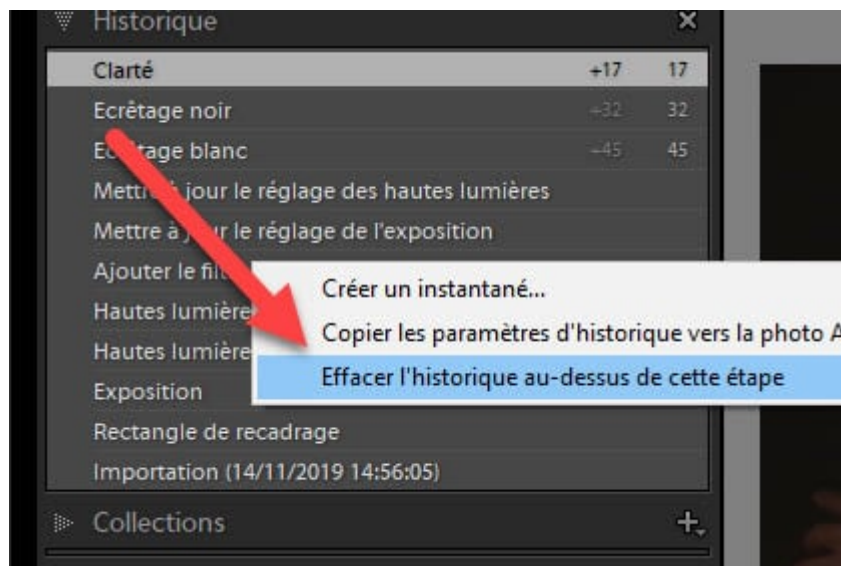 Historique
Clarté +17 17
Ecrêtage noir +32 32
Ecrêtage blanc +45 45
Mettre à jour le réglage des hautes lumières
Mettre à jour le réglage de l'exposition
Ajouter le
Créer un instantané...
Hautes
Copier les paramètres d'historique vers la photo A
Hautes
Effacer l'historique au-dessus de cette étape
Exposition
Rectangle de recadrage
Importation (14/11/2019 14:56:05)
Collections